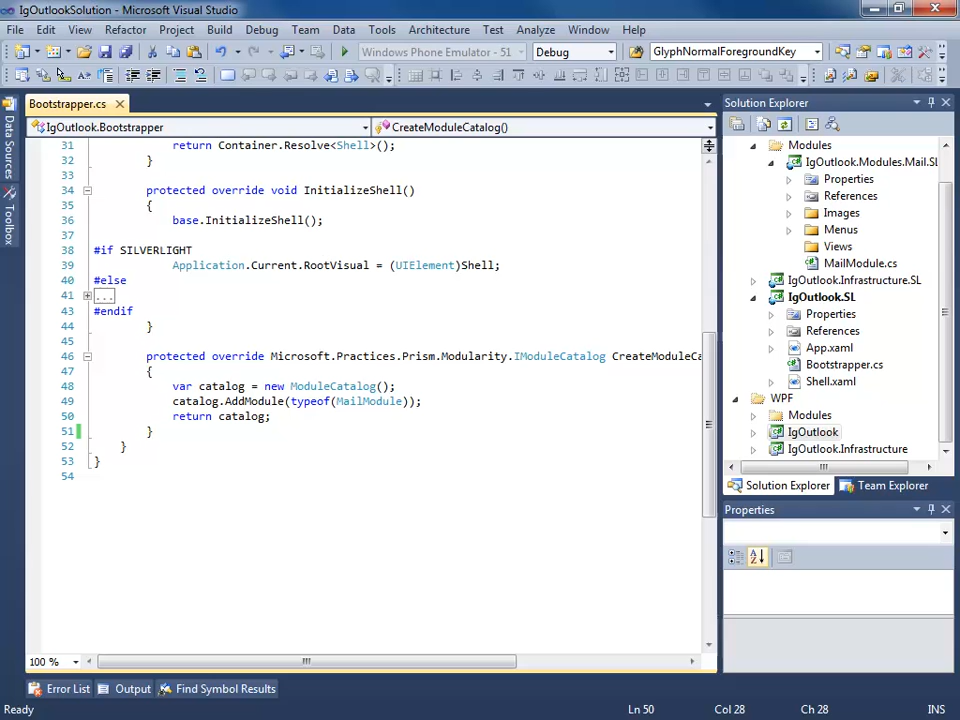 IgOutlookSolution - Microsoft Visual Studio
File Edit View Refactor Project Build Debug Team Tools Architecture Test Analyze Window Help
Windows Phone Emulator - 51 Debug GlyphNormalForegroundKey
Bootstrapper.cs
IgOutlook.Bootstrapper CreateModuleCatalog()
31 return Container.Resolve<Shell>();
32 }
33
34 protected override void InitializeShell()
35 {
36 base.InitializeShell();
37
38 #if SILVERLIGHT
39 Application.Current.RootVisual = (UIElement)Shell;
40 #else
41 ...
43 #endif
44 }
45
46 protected override Microsoft.Practices.Prism.Modularity.IModuleCatalog CreateModuleCa
47 {
48 var catalog = new ModuleCatalog();
49 catalog.AddModule(typeof(MailModule));
50 return catalog;
51 }
52 }
53 }
54
100 %
Data Sources
Toolbox
Solution Explorer
Modules
IgOutlook.Modules.Mail.SL
Properties
References
Images
Menus
Views
MailModule.cs
IgOutlook.Infrastructure.SL
IgOutlook.SL
Properties
References
App.xaml
Bootstrapper.cs
Shell.xaml
WPF
Modules
IgOutlook
IgOutlook.Infrastructure
Solution Explorer Team Explorer
Properties
Error List Output Find Symbol Results
Ready Ln 50 Col 28 Ch 28 INS